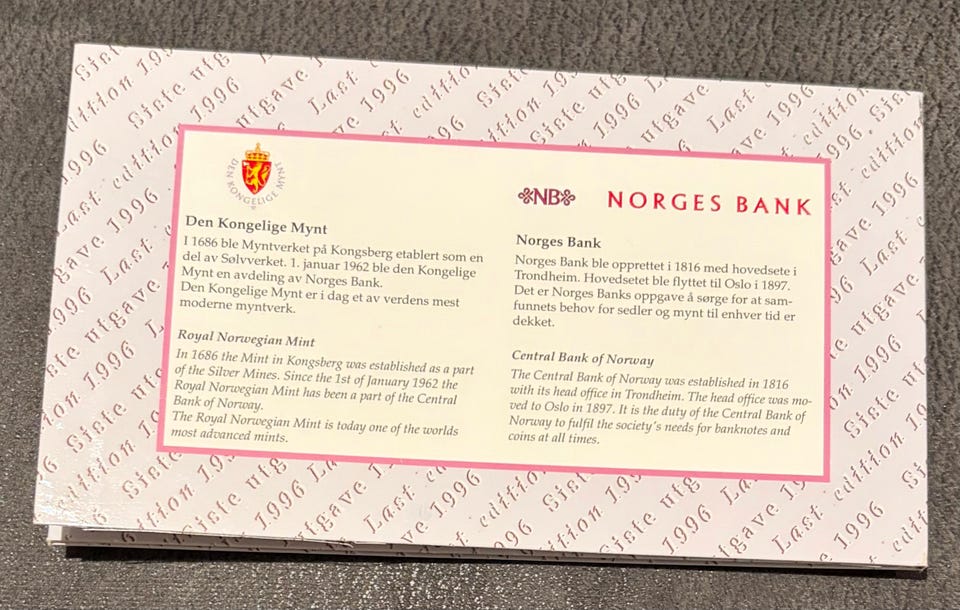 DEN KONGELIGE MYNT
Den Kongelige Mynt
I 1686 ble Myntverket på Kongsberg etablert som en
del av Sølvverket. 1. januar 1962 ble den Kongelige
Mynt en avdeling av Norges Bank.
Den Kongelige Mynt er i dag et av verdens mest
moderne myntverk.
Royal Norwegian Mint
In 1686 the Mint in Kongsberg was established as a part
of the Silver Mines. Since the 1st of January 1962 the
Royal Norwegian Mint has been a part of the Central
Bank of Norway.
The Royal Norwegian Mint is today one of the worlds
most advanced mints.
NB NORGES BANK
Norges Bank
Norges Bank ble opprettet i 1816 med hovedsete i
Trondheim. Hovedsetet ble flyttet til Oslo i 1897.
Det er Norges Banks oppgave å sørge for at sam-
funnets behov for sedler og mynt til enhver tid er
dekket.
Central Bank of Norway
The Central Bank of Norway was established in 1816
with its head office in Trondheim. The head office was mo-
ved to Oslo in 1897. It is the duty of the Central Bank of
Norway to fulfil the society's needs for banknotes and
coins at all times.
Siste utgave 1996
Last edition 1996